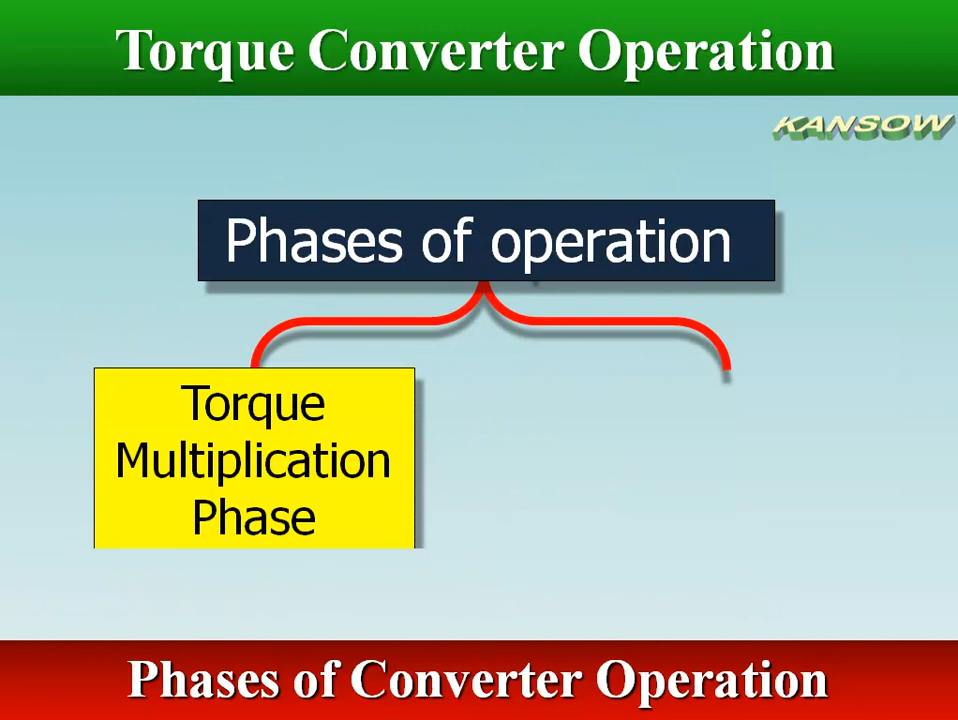 Torque Converter Operation
KANSOW
Phases of operation
Torque
Multiplication
Phase
Phases of Converter Operation